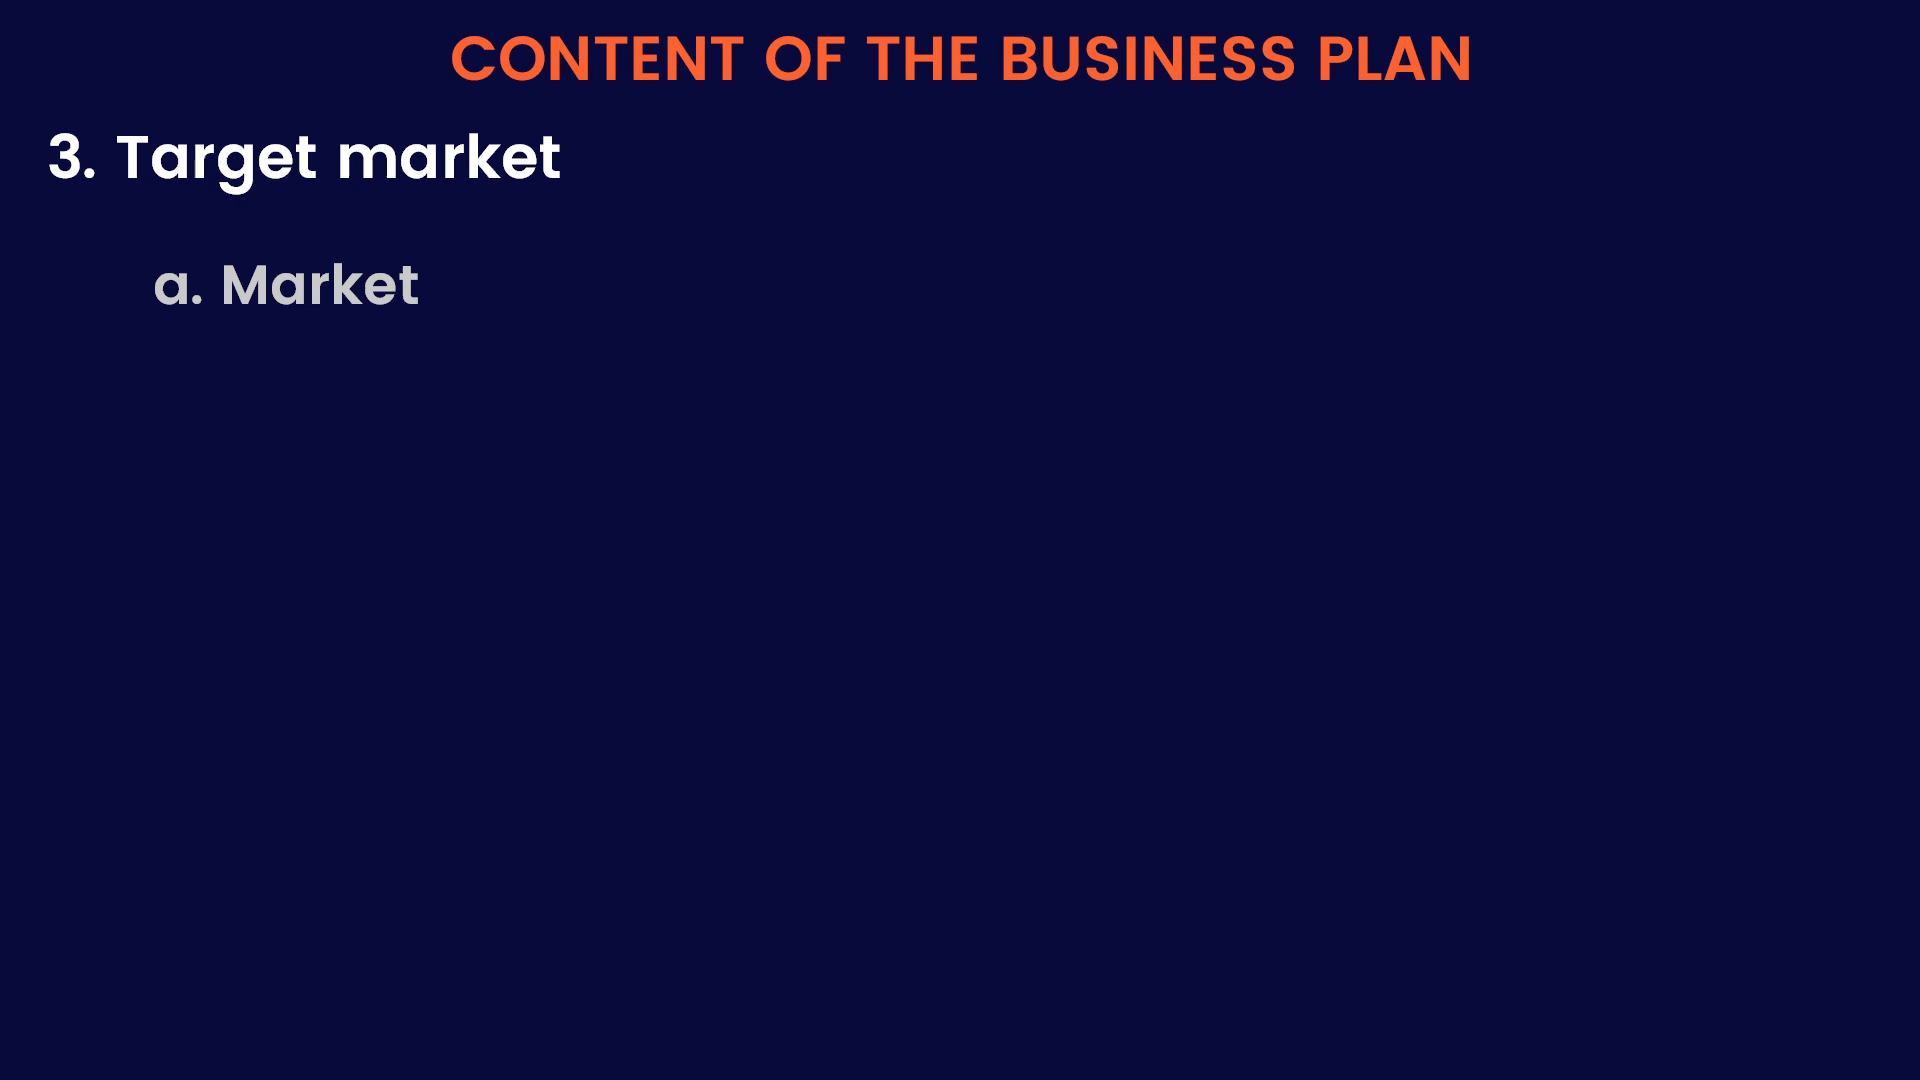 CONTENT OF THE BUSINESS PLAN
3. Target market
a. Market